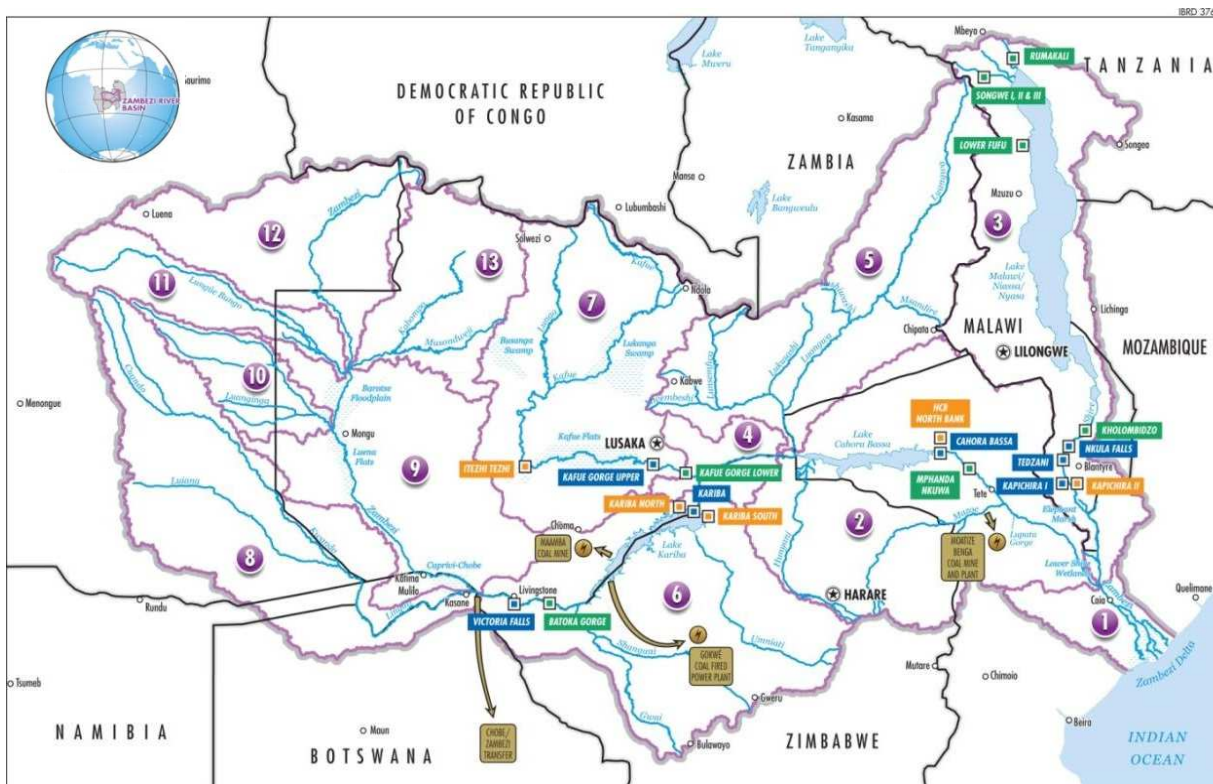 IBRD 376
Mbeya
Lake
Tanganyika
Lake
Mweru
RUMAKALI
TANZANIA
ZAMBEZI RIVER
BASIN
DEMOCRATIC REPUBLIC
OF CONGO
SONGWE I, II & III
Kasama
ZAMBIA
LOWER FUFU
Songea
Mansa
Mzuzu
Lake
Bangweulu
Luena
Zambezi
Lubumbashi
Solwezi
12
3
13
5
Luangwa
Kafue
11
Lungúe Bungo
Ndola
Lake
Malawi/
Niassa/
Nyasa
7
Lichinga
Chipata
MALAWI
Busanga
Swamp
Lukanga
Swamp
LILONGWE
MOZAMBIQUE
Kafue
Lukusashi
Luangwa
Lunsemfwa
Kabwe
10
Barotse
Floodplain
Menongue
Cuando
Luanginga
Mongu
Luena
Flats
HCB
NORTH BANK
KHOLOMBIDZO
Shire
4
Lake
Cahora Bassa
CAHORA BASSA
NKULA FALLS
Kafue Flats
LUSAKA
TEDZANI
Blantyre
9
ITEZHI TEZHI
KAFUE GORGE UPPER
KAFUE GORGE LOWER
MPHANDA
NKUWA
Tete
KAPICHIRA I
KAPICHIRA II
KARIBA
KARIBA NORTH
KARIBA SOUTH
Luiana
Elephant
Marsh
Choma
MAAMBA
COAL MINE
2
Mazoe
Lupata
Gorge
MOATIZE
BENGA
COAL MINE
AND PLANT
Lake
Kariba
Hunyani
Zambezi
8
Lower Shire
Wetlands
Caprivi-Chobe
Katima
Mulilo
Kasane
Livingstone
Quelimane
Rundu
6
HARARE
Caia
1
VICTORIA FALLS
BATOKA GORGE
Shangani
Umniati
GOKWE
COAL FIRED
POWER PLANT
Zambezi Delta
Mutare
Chimoio
Tsumeb
Gweru
Beira
Gwai
NAMIBIA
Maun
CHOBE/
ZAMBEZI
TRANSFER
Bulawayo
ZIMBABWE
INDIAN
OCEAN
BOTSWANA